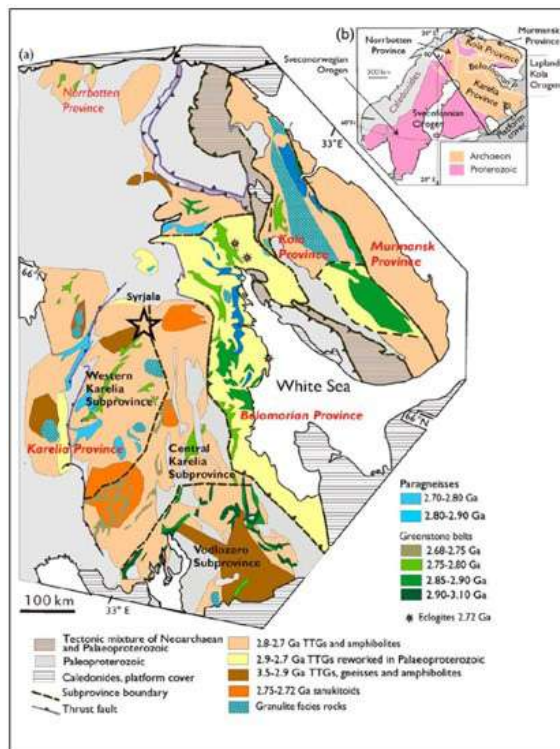 (a)
(b)
Norrbotten
Province
Murmansk
Province
Sveconorwegian
Orogen
Kola Province
Karelia
Province
Lapland
Kola
Orogen
300 km
Caledonides
Svecofennian
Orogen
Platform
cover
Archaeon
Proterozoic
Norrbotten
Province
33°E
Kola
Province
Murmansk
Province
66°
Syrjala
White Sea
Western
Karelia
Subprovince
Belomorian Province
66°N
Karelia Province
Central
Karelia
Subprovince
Vodlozero
Subprovince
100 km
33° E
Paragneisses
2.70-2.80 Ga
2.80-2.90 Ga
Greenstone belts
2.68-2.75 Ga
2.75-2.80 Ga
2.85-2.90 Ga
2.90-3.10 Ga
Eclogites 2.72 Ga
Tectonic mixture of Neoarchaean
and Palaeoproterozoic
Paleoproterozoic
Caledonides, platform cover
Subprovince boundary
Thrust fault
2.8-2.7 Ga TTGs and amphibolites
2.9-2.7 Ga TTGs reworked in Palaeoproterozoic
3.5-2.9 Ga TTGs, gneisses and amphibolites
2.75-2.72 Ga sanukitoids
Granulite facies rocks